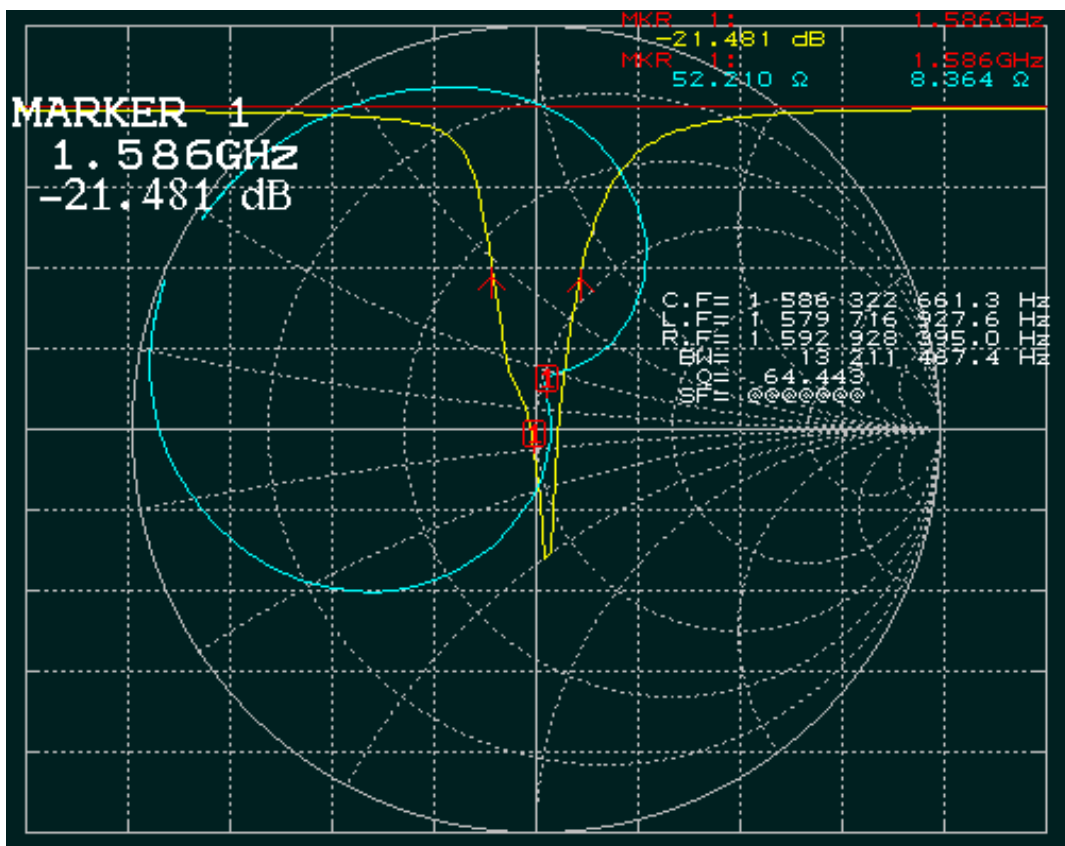 MKR 1: 1.586GHz
-21.481 dB
MKR 1: 1.586GHz
52.210 Ω 8.364 Ω
MARKER 1
1.586GHz
-21.481 dB
C.F= 1 586 322 661.3 Hz
L.F= 1 579 716 927.6 Hz
R.F= 1 592 928 395.0 Hz
BW= 13 211 467.4 Hz
Q= 64.443
SF= @@@@@@@
1
1